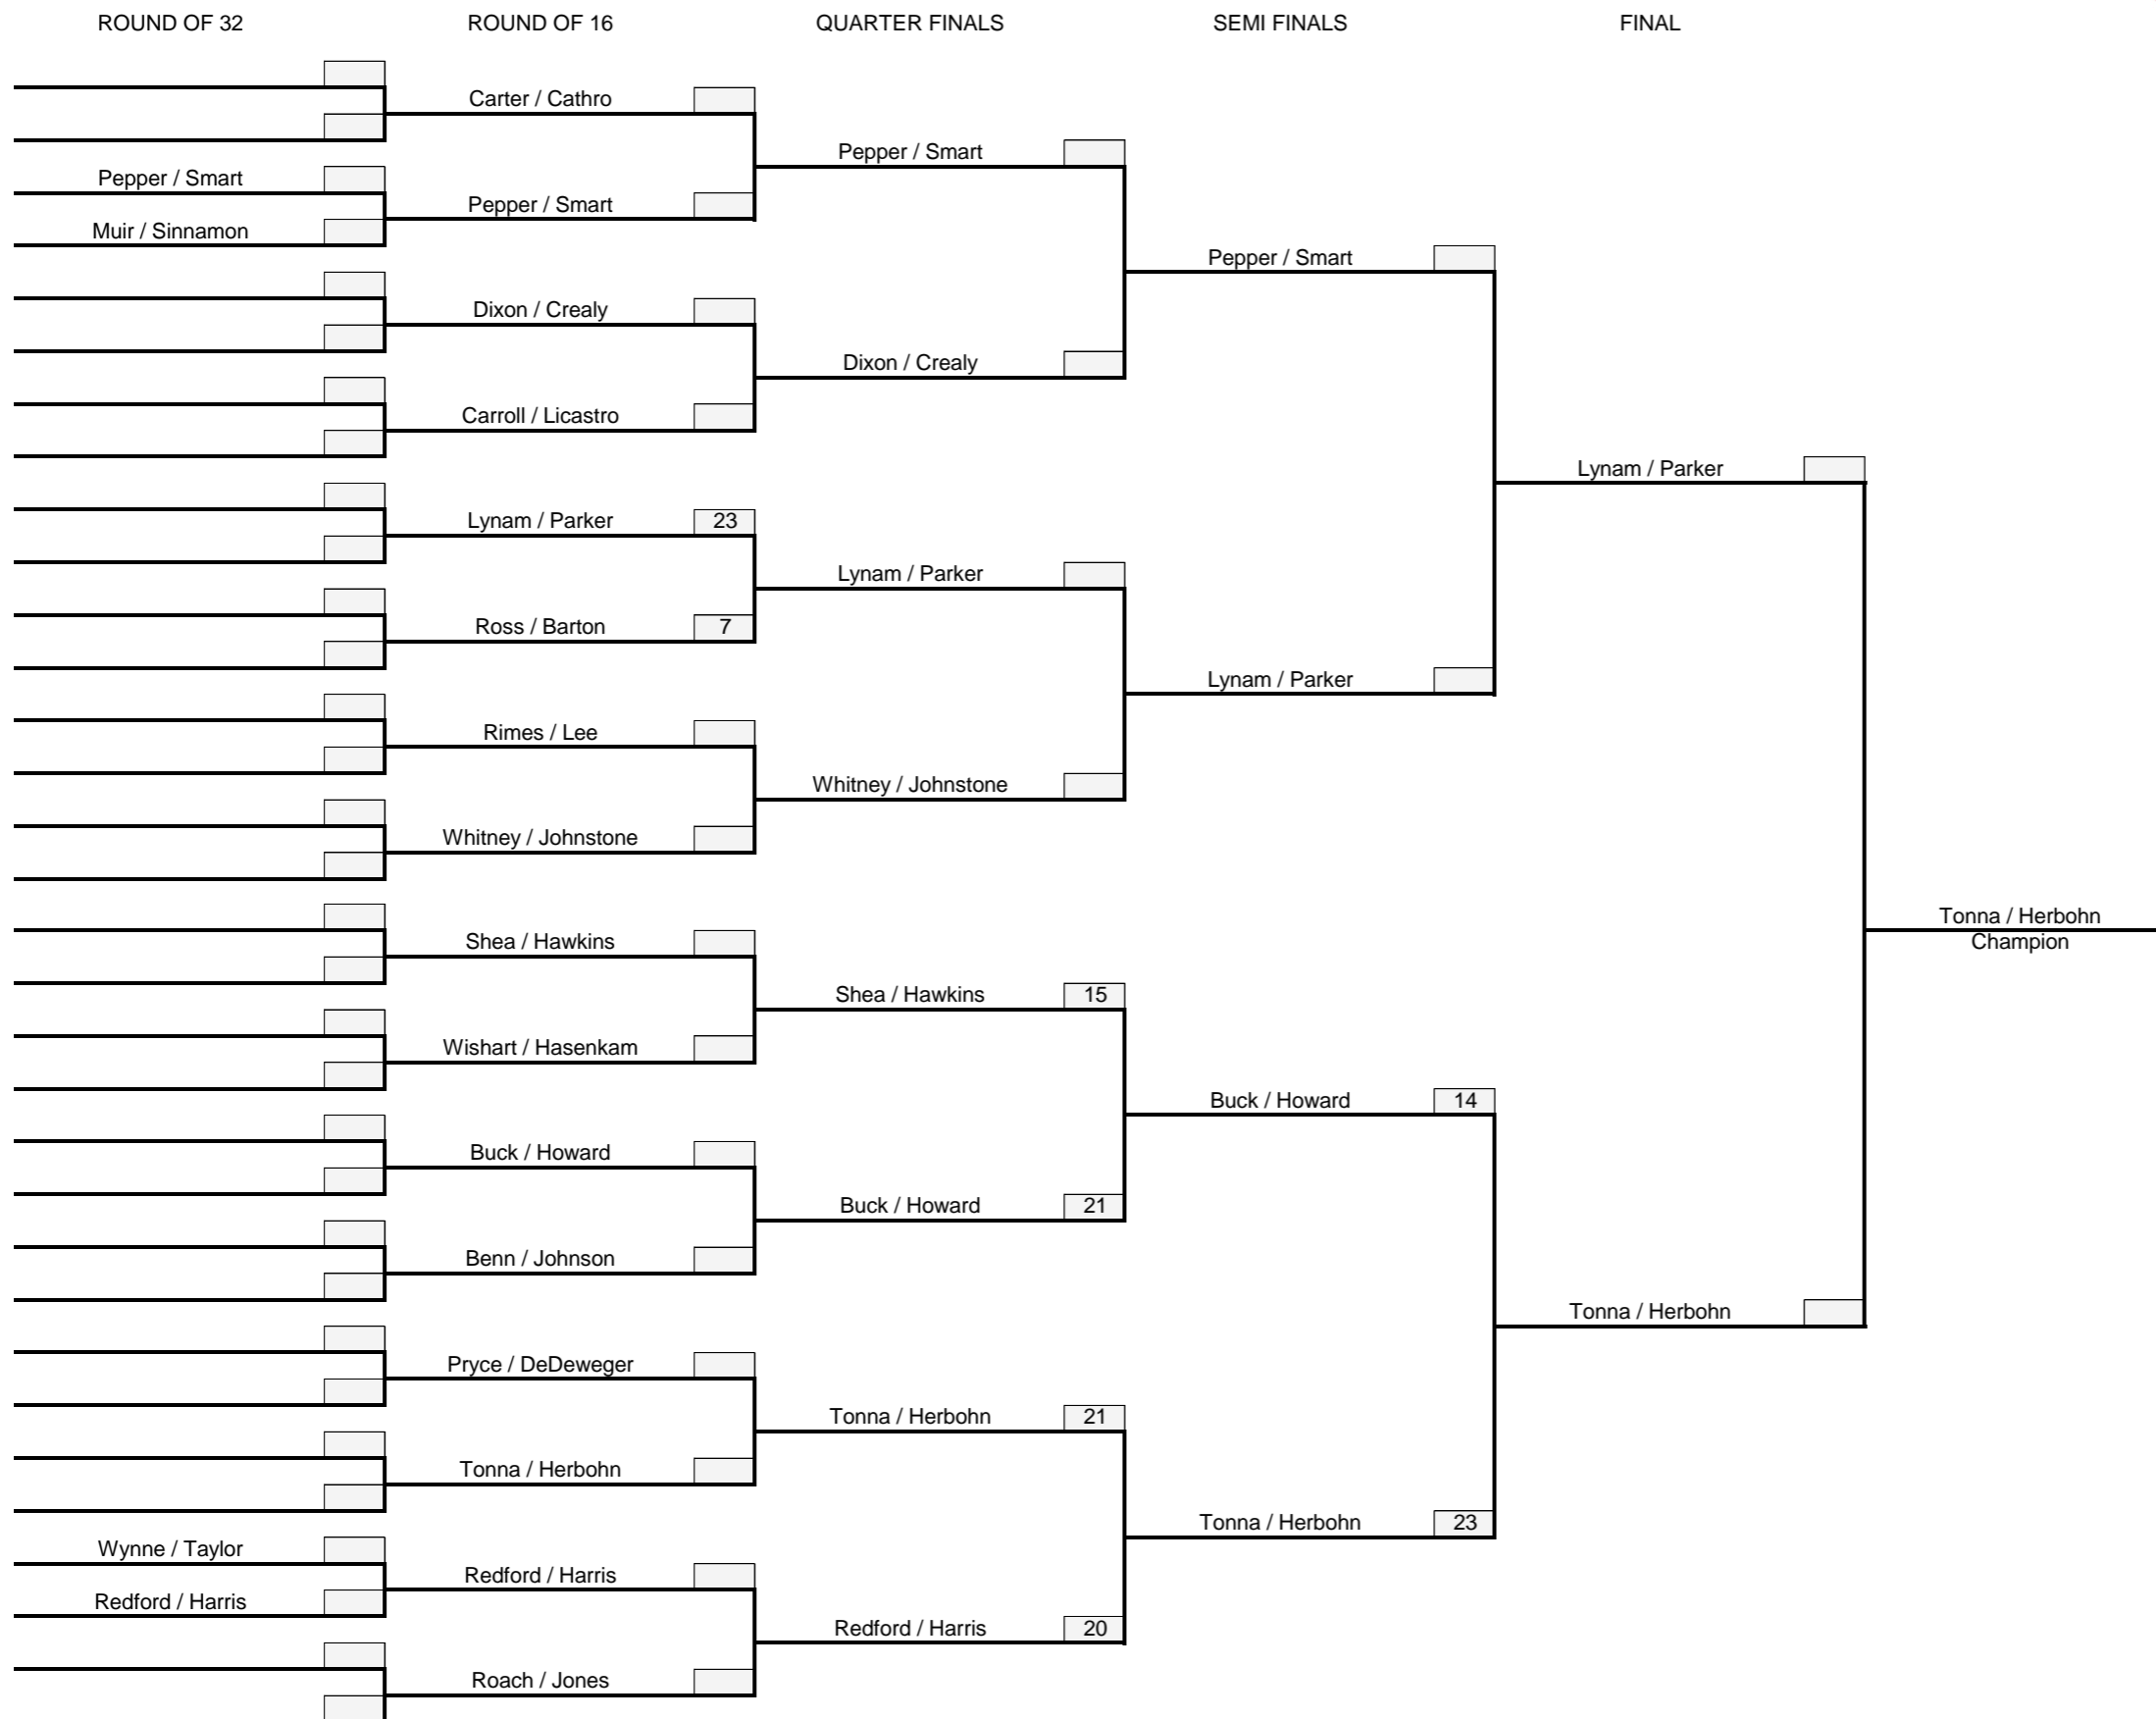 ROUND OF 32 ROUND OF 16 QUARTER FINALS SEMI FINALS FINAL
Carter / Cathro
Pepper / Smart
Pepper / Smart
Pepper / Smart
Muir / Sinnamon
Pepper / Smart
Dixon / Crealy
Dixon / Crealy
Carroll / Licastro
Lynam / Parker
Lynam / Parker 23
Lynam / Parker
Ross / Barton 7
Lynam / Parker
Rimes / Lee
Whitney / Johnstone
Whitney / Johnstone
Tonna / Herbohn
Champion
Shea / Hawkins
Shea / Hawkins 15
Wishart / Hasenkam
Buck / Howard 14
Buck / Howard
Buck / Howard 21
Benn / Johnson
Tonna / Herbohn
Pryce / DeDeweger
Tonna / Herbohn 21
Tonna / Herbohn
Tonna / Herbohn 23
Wynne / Taylor
Redford / Harris
Redford / Harris
Redford / Harris 20
Roach / Jones